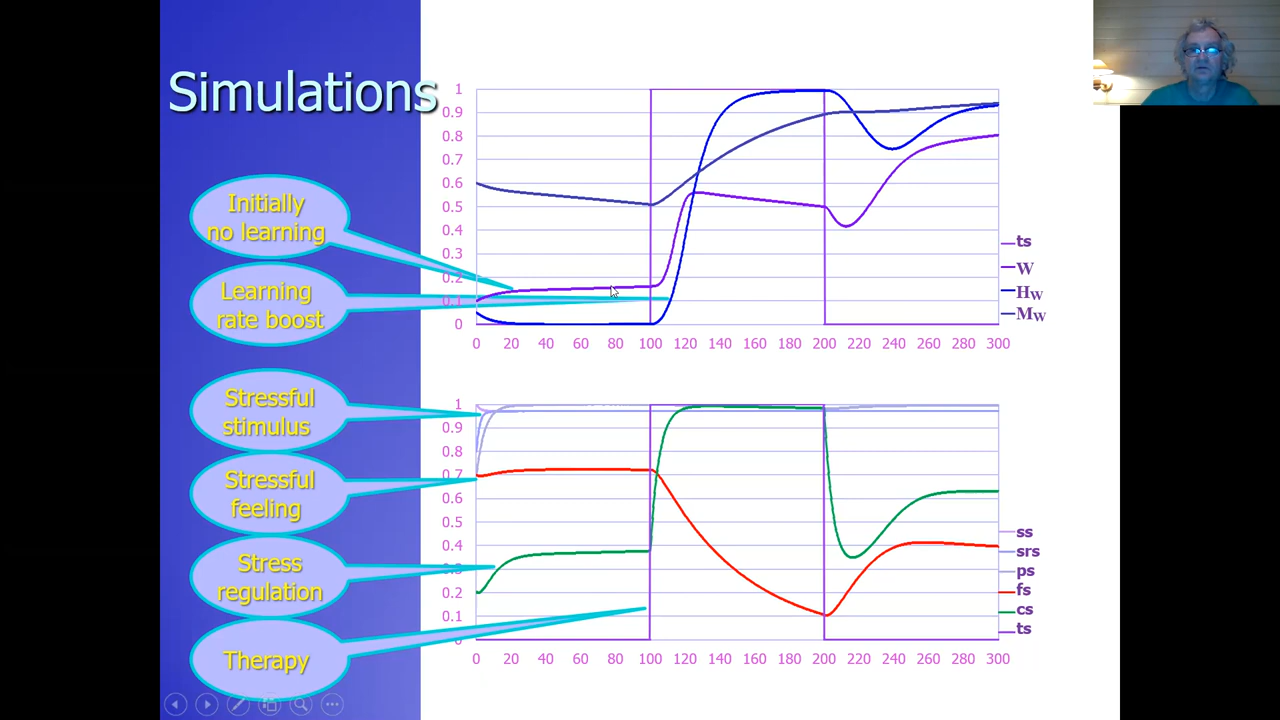 Simulations
Initially
no learning
Learning
rate boost
Stressful
stimulus
Stressful
feeling
Stress
regulation
Therapy
1
0.9
0.8
0.7
0.6
0.5
0.4
0.3
0.2
0.1
0
0 20 40 60 80 100 120 140 160 180 200 220 240 260 280 300
ts
W
HW
MW
1
0.9
0.8
0.7
0.6
0.5
0.4
0.3
0.2
0.1
0
0 20 40 60 80 100 120 140 160 180 200 220 240 260 280 300
ss
srs
ps
fs
cs
ts